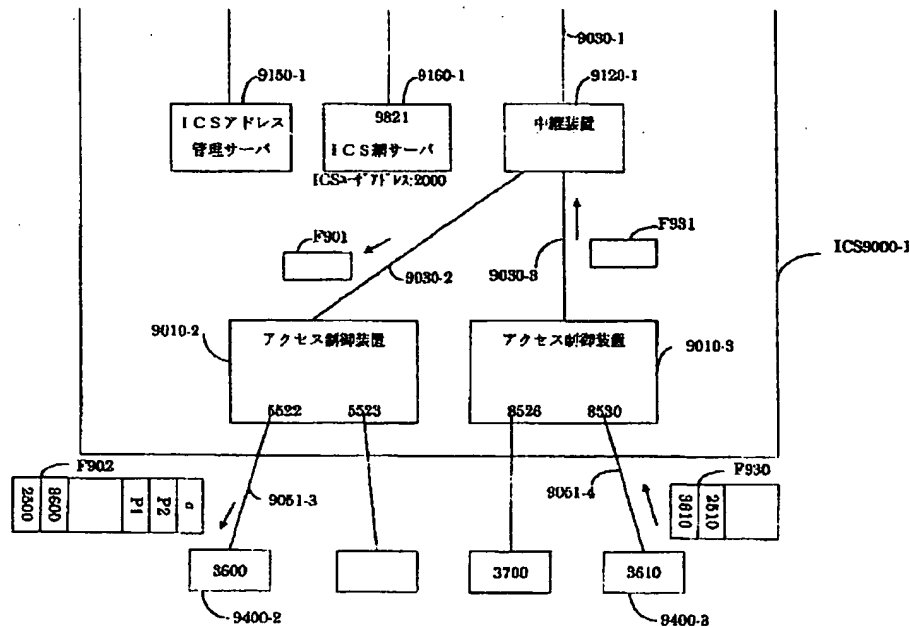 9030-1
9150-1
9160-1
9120-1
ICSアドレス
管理サーバ
9821
ICS網サーバ
中継装置
ICSユーザアドレス:2000
F901
F931
ICS9000-1
9030-2
9030-3
9010-2
アクセス制御装置
アクセス制御装置
9010-3
5522
5523
8526
8530
F902
F930
2500
3600
P1
P2
α
9051-3
9051-4
3610
2510
3600
3700
3610
9400-2
9400-3